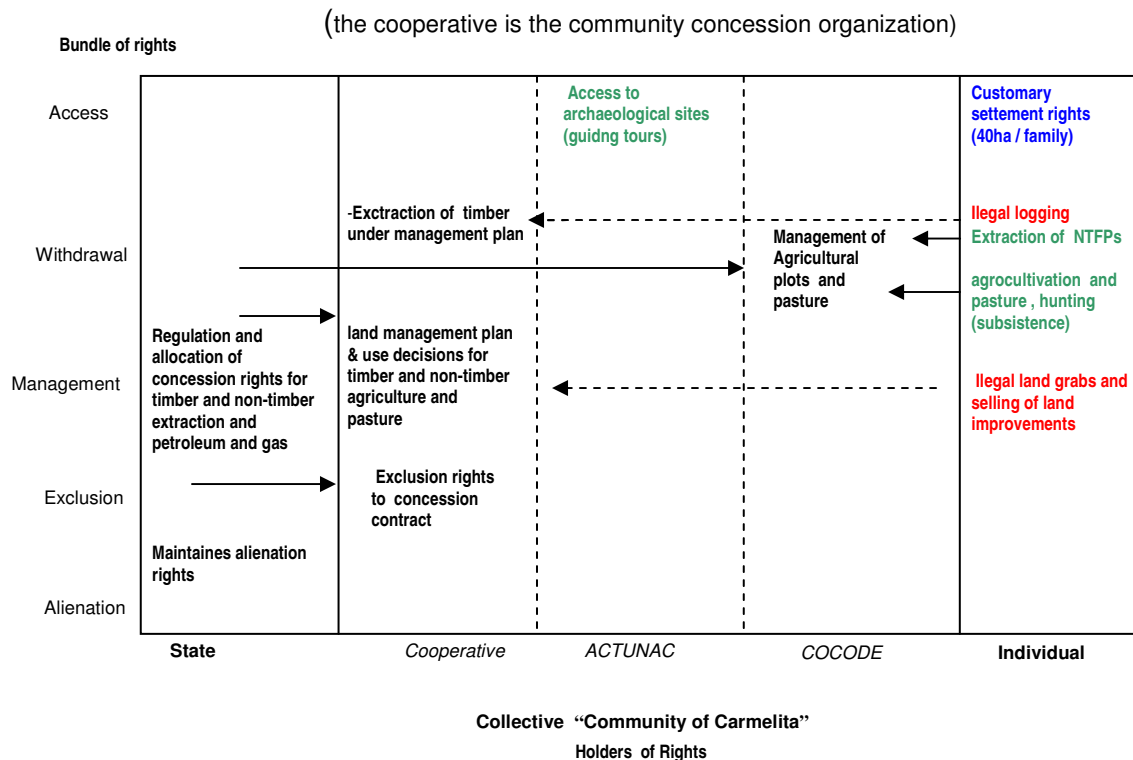 (the cooperative is the community concession organization)
Bundle of rights
Access
Access to
archaeological sites
(guidng tours)
Customary
settement rights
(40ha / family)
Withdrawal
-Exctraction of timber
under management plan
Management of
Agricultural
plots and
pasture
Ilegal logging
Extraction of NTFPs
agrocultivation and
pasture , hunting
(subsistence)
Management
Regulation and
allocation of
concession rights for
timber and non-timber
extraction and
petroleum and gas
land management plan
& use decisions for
timber and non-timber
agriculture and
pasture
Ilegal land grabs and
selling of land
improvements
Exclusion
Exclusion rights
to concession
contract
Maintaines alienation
rights
Alienation
State
Cooperative
ACTUNAC
COCODE
Individual
Collective “Community of Carmelita”
Holders of Rights